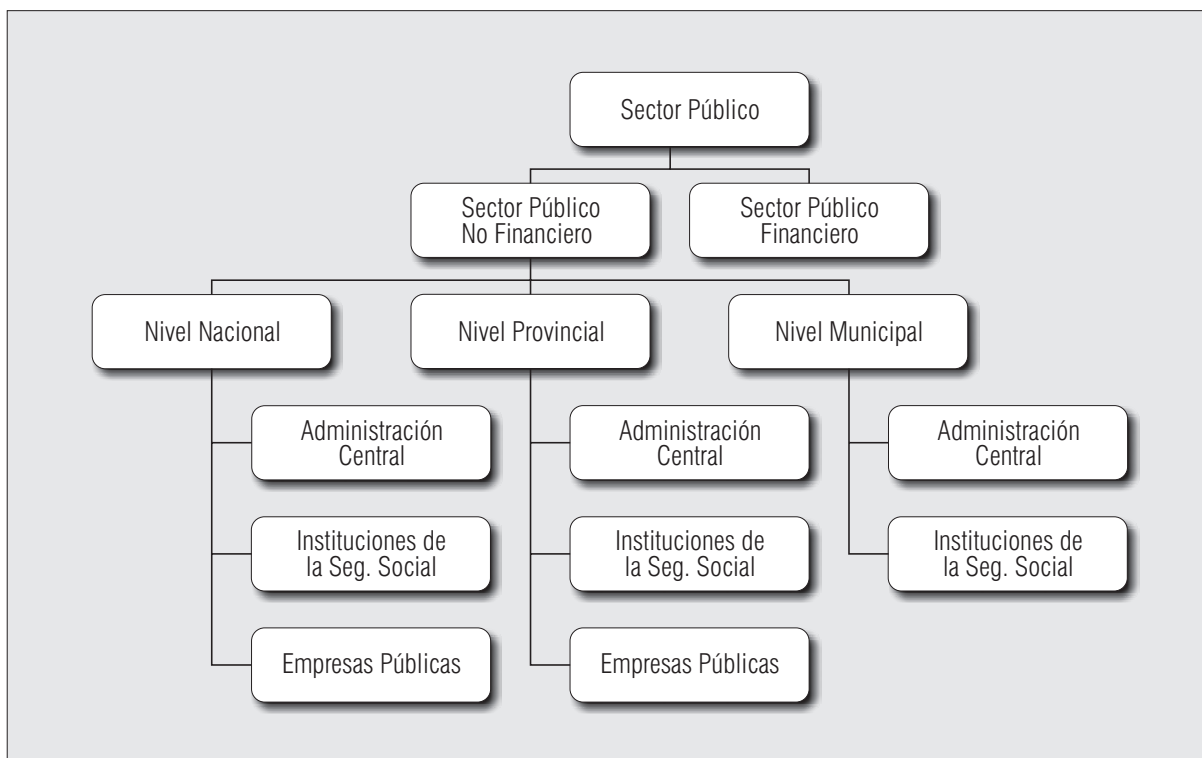 Sector Público
Sector Público
No Financiero
Sector Público
Financiero
Nivel Nacional
Nivel Provincial
Nivel Municipal
Administración
Central
Administración
Central
Administración
Central
Instituciones de
la Seg. Social
Instituciones de
la Seg. Social
Instituciones de
la Seg. Social
Empresas Públicas
Empresas Públicas